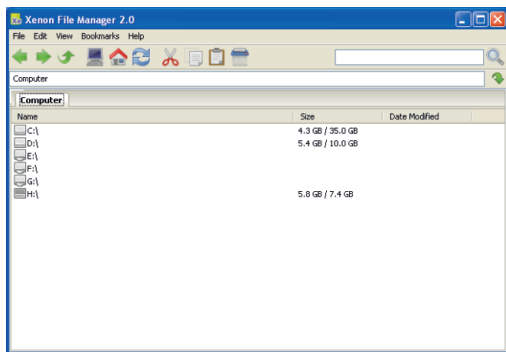 Xenon File Manager 2.0
File Edit View Bookmarks Help
Computer
Computer
Name Size Date Modified
C:\ 4.3 GB / 35.0 GB
D:\ 5.4 GB / 10.0 GB
E:\
F:\
G:\
H:\ 5.8 GB / 7.4 GB